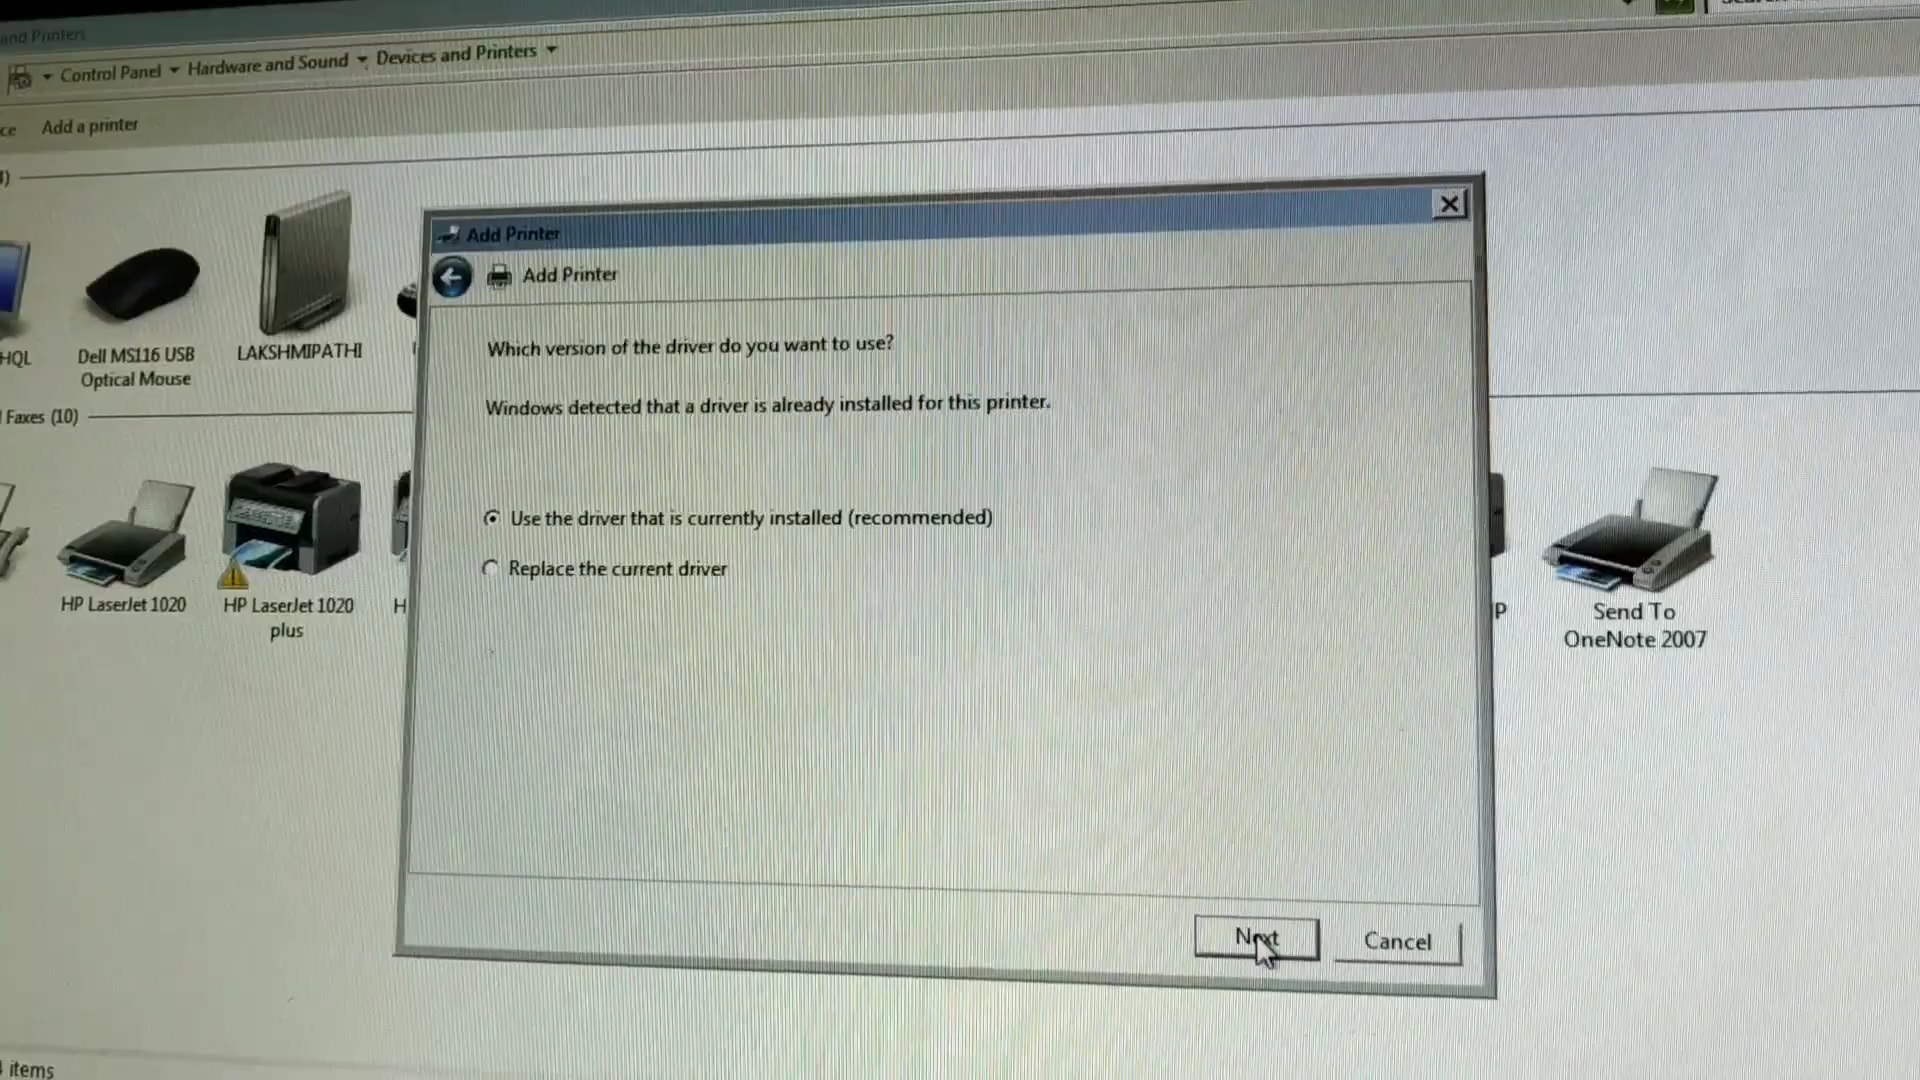 and Printers
Control Panel Hardware and Sound Devices and Printers
Add a printer
Dell MS116 USB
Optical Mouse
LAKSHMIPATHI
HQL
Faxes (10)
HP LaserJet 1020
HP LaserJet 1020
plus
H
Add Printer
Add Printer
Which version of the driver do you want to use?
Windows detected that a driver is already installed for this printer.
Use the driver that is currently installed (recommended)
Replace the current driver
Next
Cancel
P
Send To
OneNote 2007
items